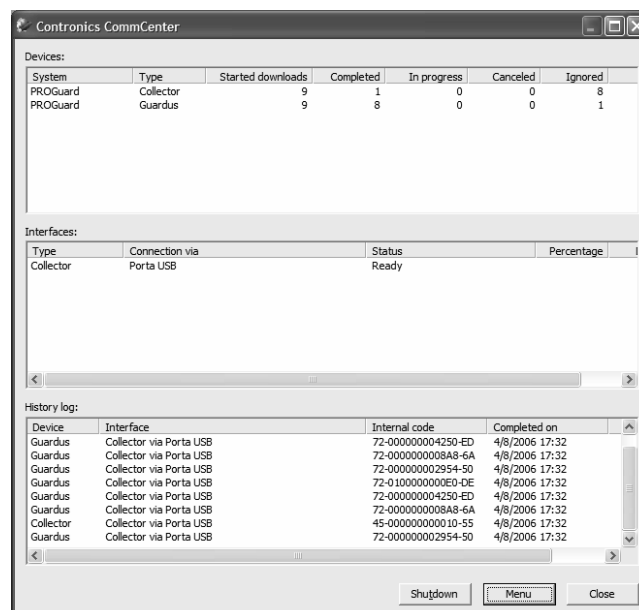 Contronics CommCenter
Devices:
System Type Started downloads Completed In progress Canceled Ignored
PROGuard Collector 9 1 0 0 8
PROGuard Guardus 9 8 0 0 1
Interfaces:
Type Connection via Status Percentage
Collector Porta USB Ready
History log:
Device Interface Internal code Completed on
Guardus Collector via Porta USB 72-000000004250-ED 4/8/2006 17:32
Guardus Collector via Porta USB 72-0000000008A8-6A 4/8/2006 17:32
Guardus Collector via Porta USB 72-000000002954-50 4/8/2006 17:32
Guardus Collector via Porta USB 72-0100000000E0-DE 4/8/2006 17:32
Guardus Collector via Porta USB 72-000000004250-ED 4/8/2006 17:32
Guardus Collector via Porta USB 72-0000000008A8-6A 4/8/2006 17:32
Collector Collector via Porta USB 45-000000000010-55 4/8/2006 17:32
Guardus Collector via Porta USB 72-000000002954-50 4/8/2006 17:32
Shutdown Menu Close